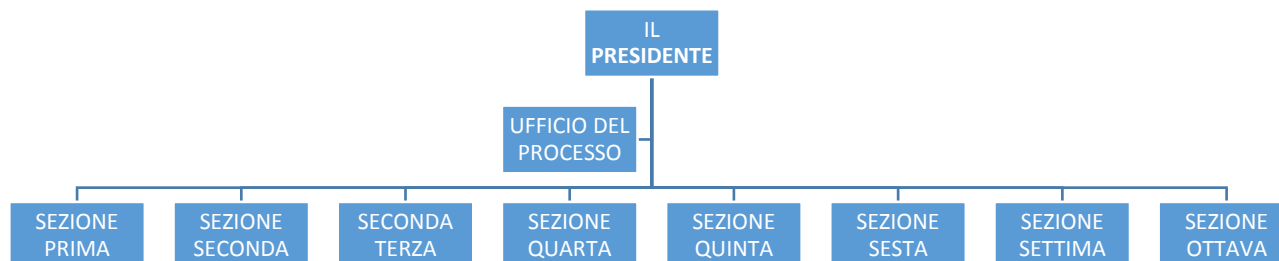 IL
PRESIDENTE
UFFICIO DEL
PROCESSO
SEZIONE
PRIMA
SEZIONE
SECONDA
SECONDA
TERZA
SEZIONE
QUARTA
SEZIONE
QUINTA
SEZIONE
SESTA
SEZIONE
SETTIMA
SEZIONE
OTTAVA